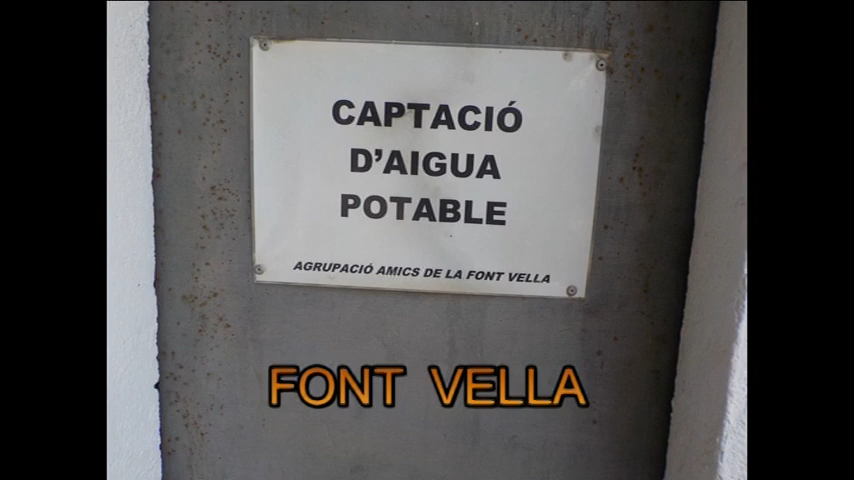 CAPTACIÓ
D'AIGUA
POTABLE
AGRUPACIÓ AMICS DE LA FONT VELLA
FONT VELLA